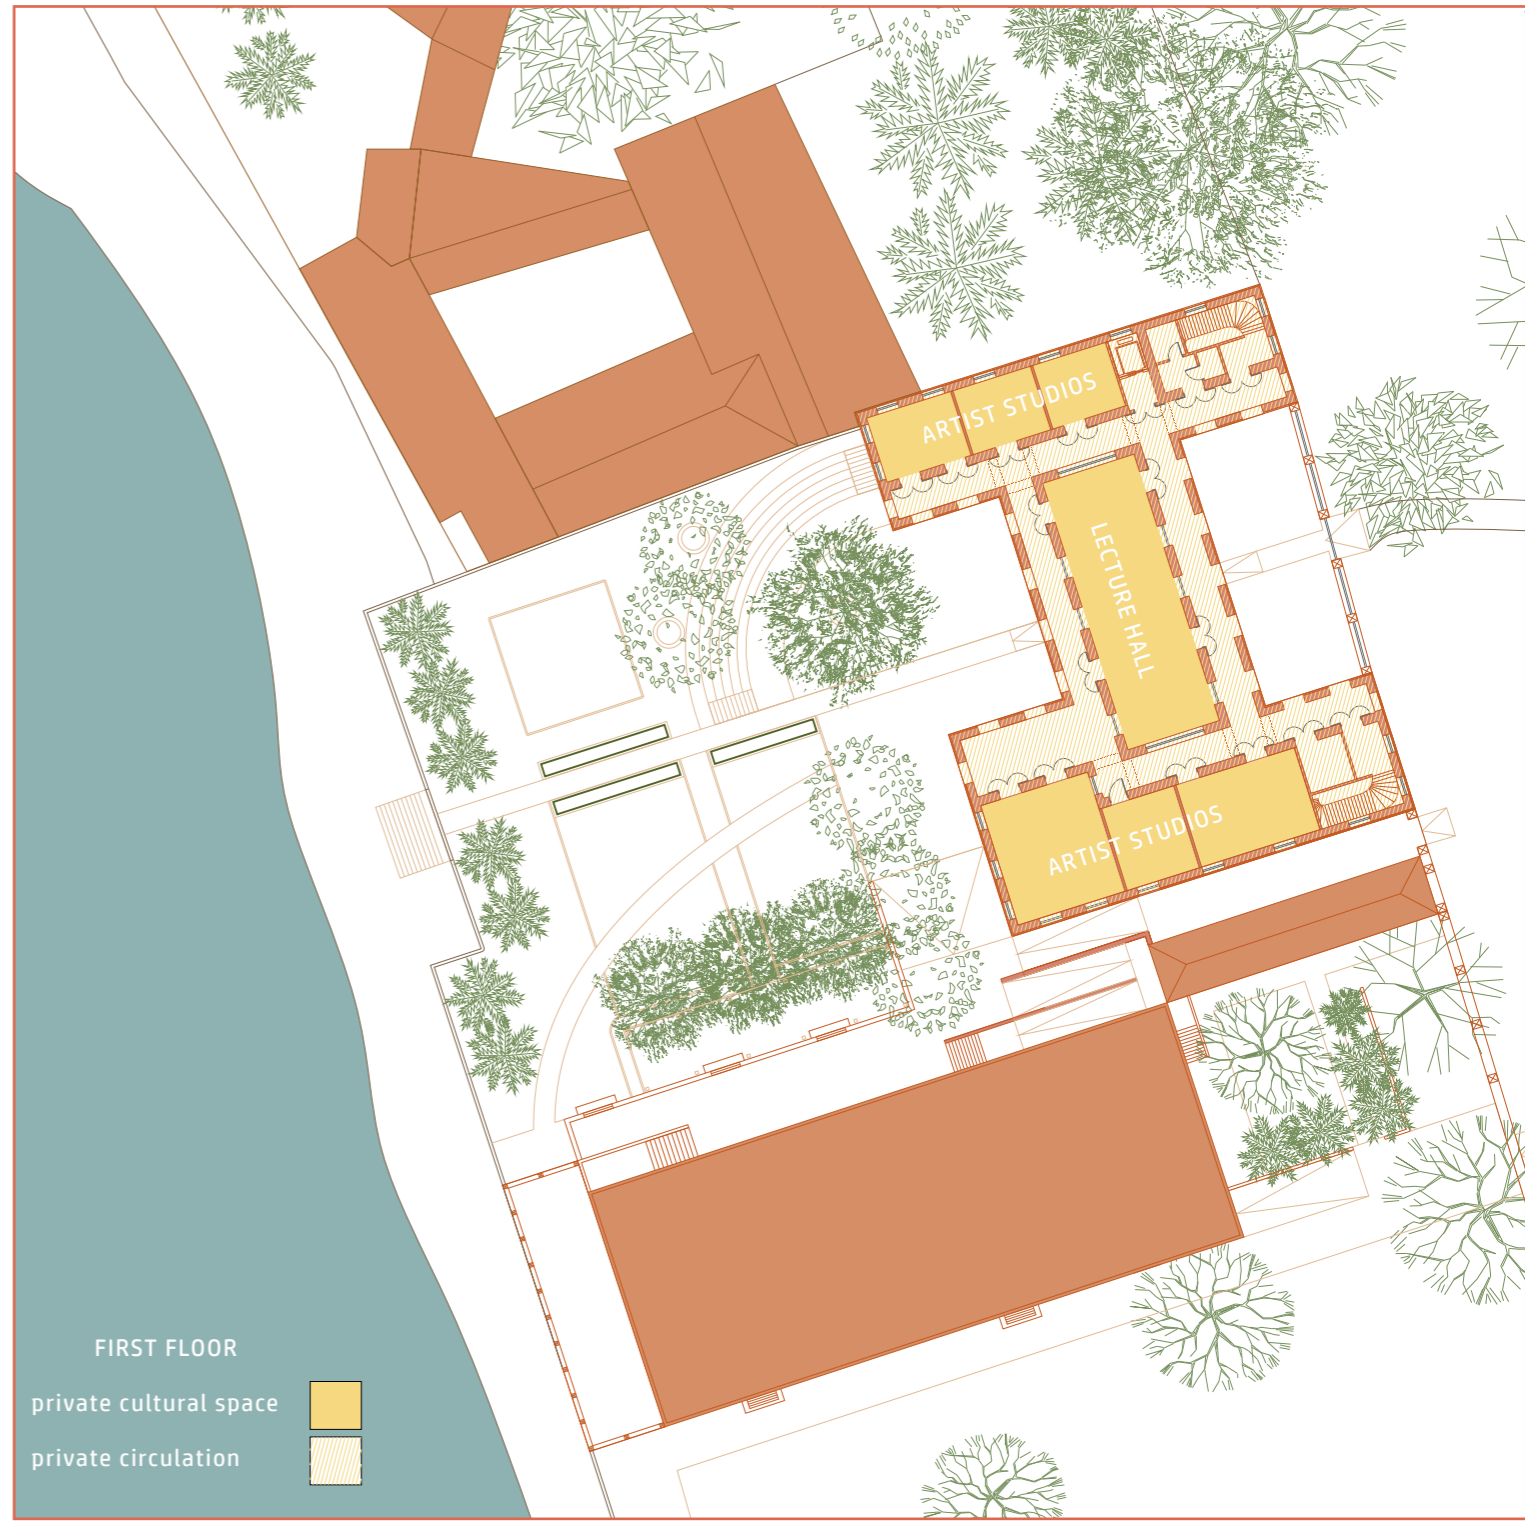 ARTIST STUDIOS
LECTURE HALL
ARTIST STUDIOS
FIRST FLOOR
private cultural space
private circulation